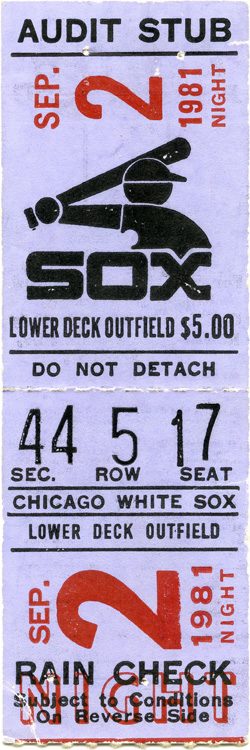 AUDIT STUB
SEP. 2 1981 NIGHT
SOX
LOWER DECK OUTFIELD $5.00
DO NOT DETACH
44 5 17
SEC. ROW SEAT
CHICAGO WHITE SOX
LOWER DECK OUTFIELD
SEP. 2 1981 NIGHT
NIGHT
RAIN CHECK
Subject to Conditions
On Reverse Side